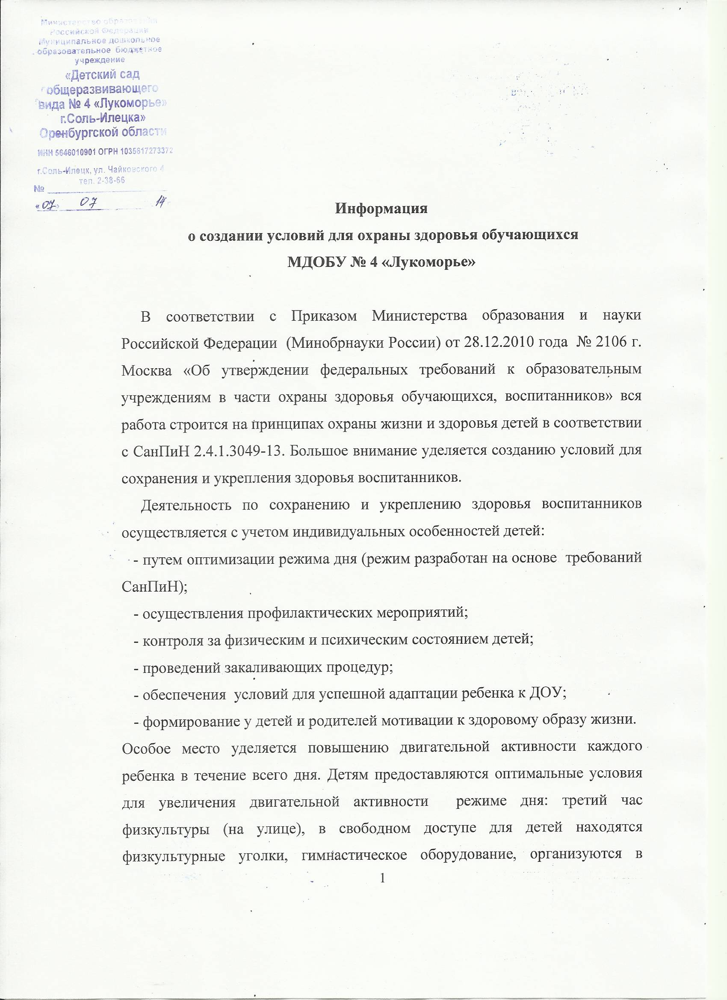 Министерство образования
Российской Федерации
Муниципальное дошкольное
образовательное бюджетное
учреждение
«Детский сад
общеразвивающего
вида № 4 «Лукоморье»
г.Соль-Илецка»
Оренбургской области
ИНН 5646010901 ОГРН 1035617273372
г.Соль-Илецк, ул. Чайковского 4
тел. 2-38-66
№
«07» 07 14
Информация
о создании условий для охраны здоровья обучающихся
МДОБУ № 4 «Лукоморье»
В соответствии с Приказом Министерства образования и науки
Российской Федерации (Минобрнауки России) от 28.12.2010 года № 2106 г.
Москва «Об утверждении федеральных требований к образовательным
учреждениям в части охраны здоровья обучающихся, воспитанников» вся
работа строится на принципах охраны жизни и здоровья детей в соответствии
с СанПиН 2.4.1.3049-13. Большое внимание уделяется созданию условий для
сохранения и укрепления здоровья воспитанников.
Деятельность по сохранению и укреплению здоровья воспитанников
осуществляется с учетом индивидуальных особенностей детей:
- путем оптимизации режима дня (режим разработан на основе требований
СанПиН);
- осуществления профилактических мероприятий;
- контроля за физическим и психическим состоянием детей;
- проведений закаливающих процедур;
- обеспечения условий для успешной адаптации ребенка к ДОУ;
- формирование у детей и родителей мотивации к здоровому образу жизни.
Особое место уделяется повышению двигательной активности каждого
ребенка в течение всего дня. Детям предоставляются оптимальные условия
для увеличения двигательной активности режиме дня: третий час
физкультуры (на улице), в свободном доступе для детей находятся
физкультурные уголки, гимнастическое оборудование, организуются в
1